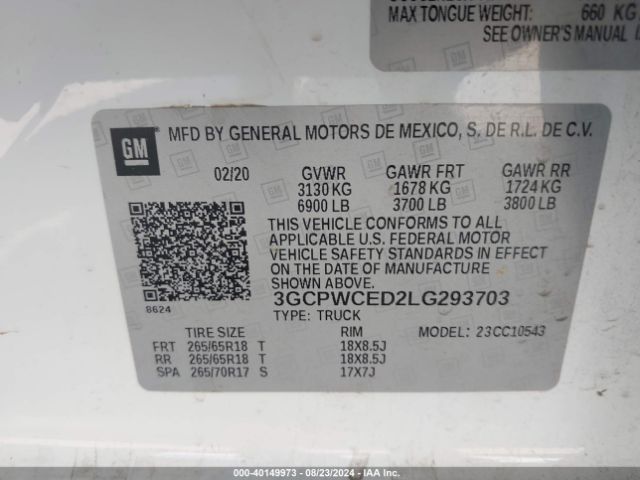 MAX TONGUE WEIGHT: 660 KG
SEE OWNER'S MANUAL
GM
MFD BY GENERAL MOTORS DE MEXICO, S. DE R.L. DE C.V.
02/20 GVWR GAWR FRT GAWR RR
3130 KG 1678 KG 1724 KG
6900 LB 3700 LB 3800 LB
THIS VEHICLE CONFORMS TO ALL
APPLICABLE U.S. FEDERAL MOTOR
VEHICLE SAFETY STANDARDS IN EFFECT
ON THE DATE OF MANUFACTURE
SHOWN ABOVE.
3GCPWCED2LG293703
8624
TYPE: TRUCK
TIRE SIZE RIM MODEL: 23CC10543
FRT 265/65R18 T 18X8.5J
RR 265/65R18 T 18X8.5J
SPA 265/70R17 S 17X7J
000-40149973 - 08/23/2024 - IAAI.COM